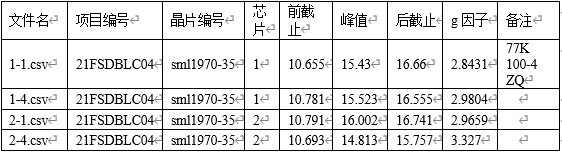 文件名 项目编号 晶片编号 芯片 前截止 峰值 后截止 g因子 备注
1-1.csv 21FSDBLC04 sml1970-35 1 10.655 15.43 16.66 2.8431 77K 100-4 ZQ
1-4.csv 21FSDBLC04 sml1970-35 1 10.781 15.523 16.555 2.9804
2-1.csv 21FSDBLC04 sml1970-35 2 10.791 16.002 16.741 2.9659
2-4.csv 21FSDBLC04 sml1970-35 2 10.693 14.813 15.757 3.327